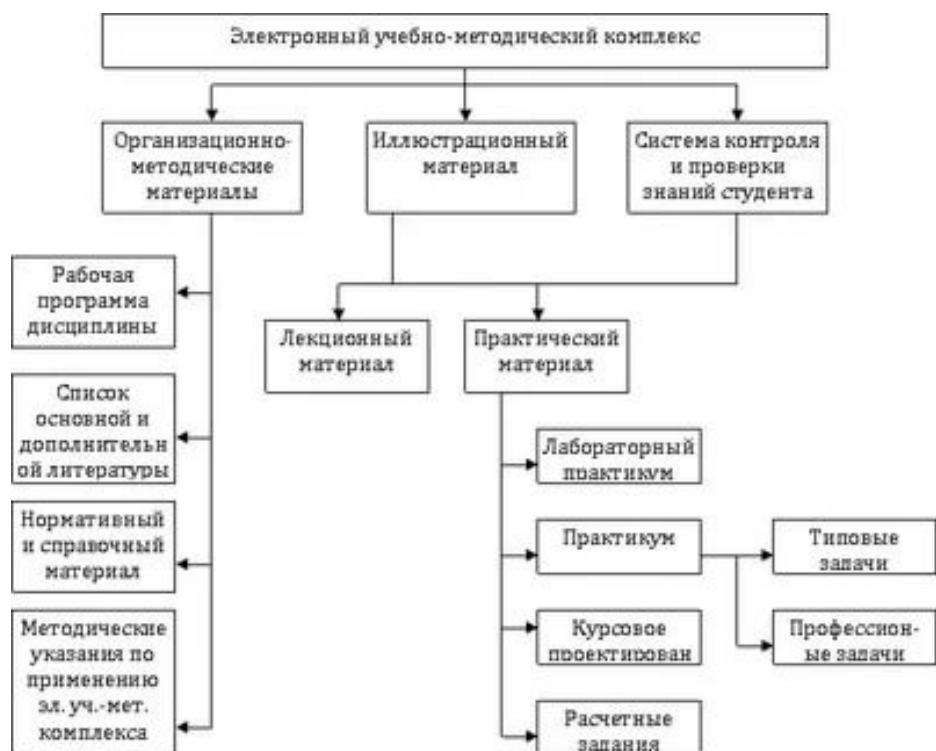 Электронный учебно-методический комплекс
Организационно-
методические
материалы
Иллюстрационный
материал
Система контроля
и проверки
знаний студента
Рабочая
программа
дисциплины
Список
основной и
дополнительн
ой литературы
Нормативный
и справочный
материал
Методические
указания по
применению
эл. уч.-мет.
комплекса
Лекционный
материал
Практический
материал
Лабораторный
практикум
Практикум
Курсовое
проектирован
Расчетные
задания
Типовые
задачи
Профессион-
ые задачи